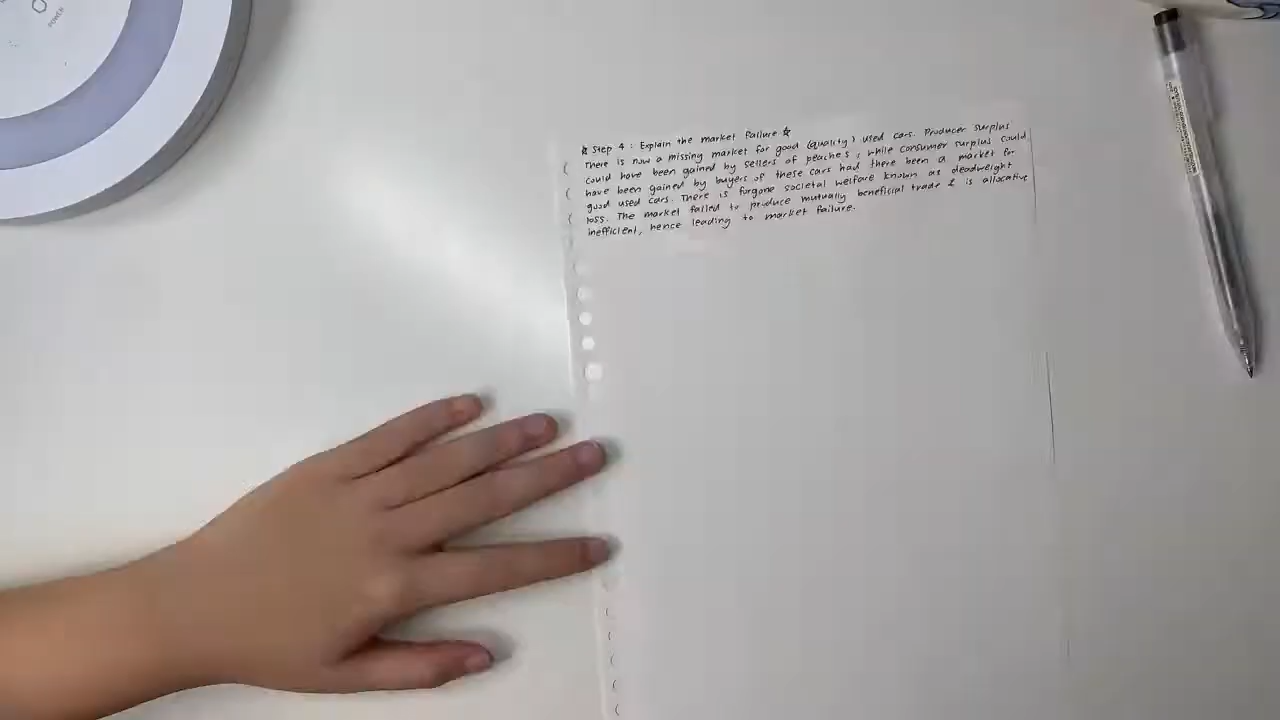 ☆ Step 4 : Explain the market failure ☆
There is now a missing market for good (quality) used cars. Producer surplus
could have been gained by sellers of peaches, while consumer surplus could
have been gained by buyers of these cars had there been a market for
good used cars. There is forgone societal welfare known as deadweight
loss. The market failed to produce mutually beneficial trade & is allocative
inefficient, hence leading to market failure.
POWER